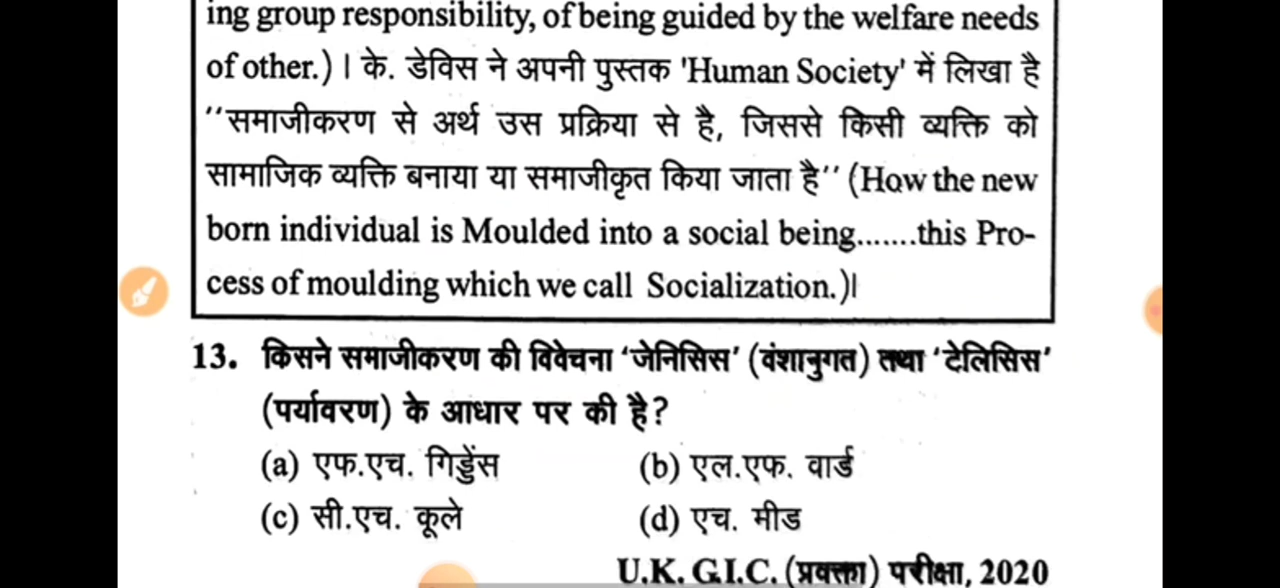 ing group responsibility, of being guided by the welfare needs
of other.) | के. डेविस ने अपनी पुस्तक 'Human Society' में लिखा है
''समाजीकरण से अर्थ उस प्रक्रिया से है, जिससे किसी व्यक्ति को
सामाजिक व्यक्ति बनाया या समाजीकृत किया जाता है'' (How the new
born individual is Moulded into a social being.......this Pro-
cess of moulding which we call Socialization.)|
13. किसने समाजीकरण की विवेचना 'जेनिसिस' (वंशानुगत) तथा 'टेलिसिस'
(पर्यावरण) के आधार पर की है?
(a) एफ.एच. गिड्डेंस (b) एल.एफ. वार्ड
(c) सी.एच. कूले (d) एच. मीड
U.K. G.I.C. (प्रवक्ता) परीक्षा, 2020